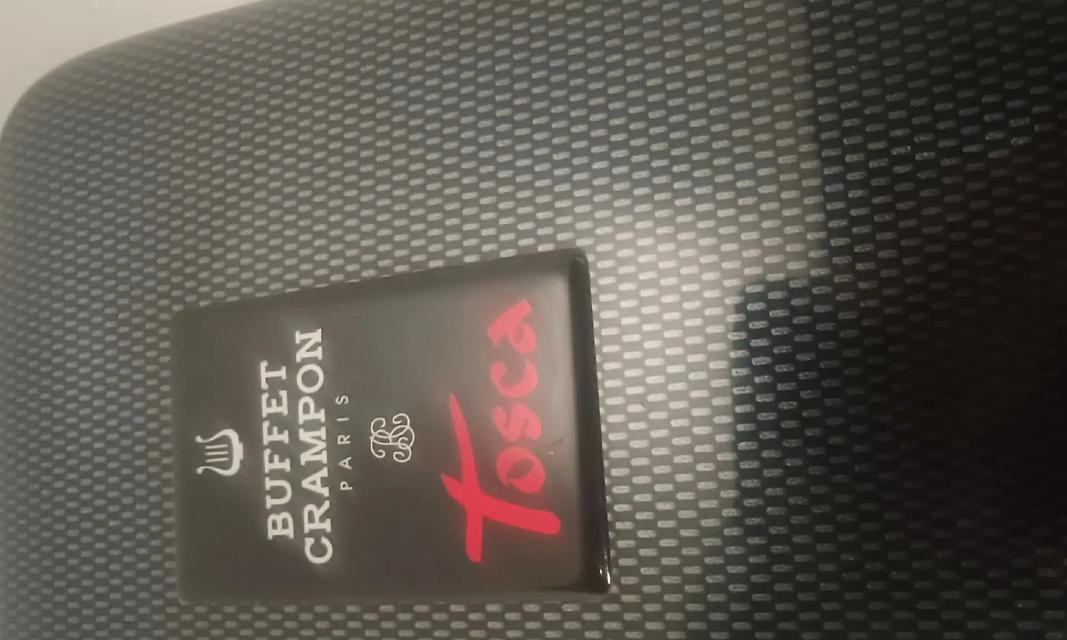 BUFFET
CRAMPON
PARIS
Tosca